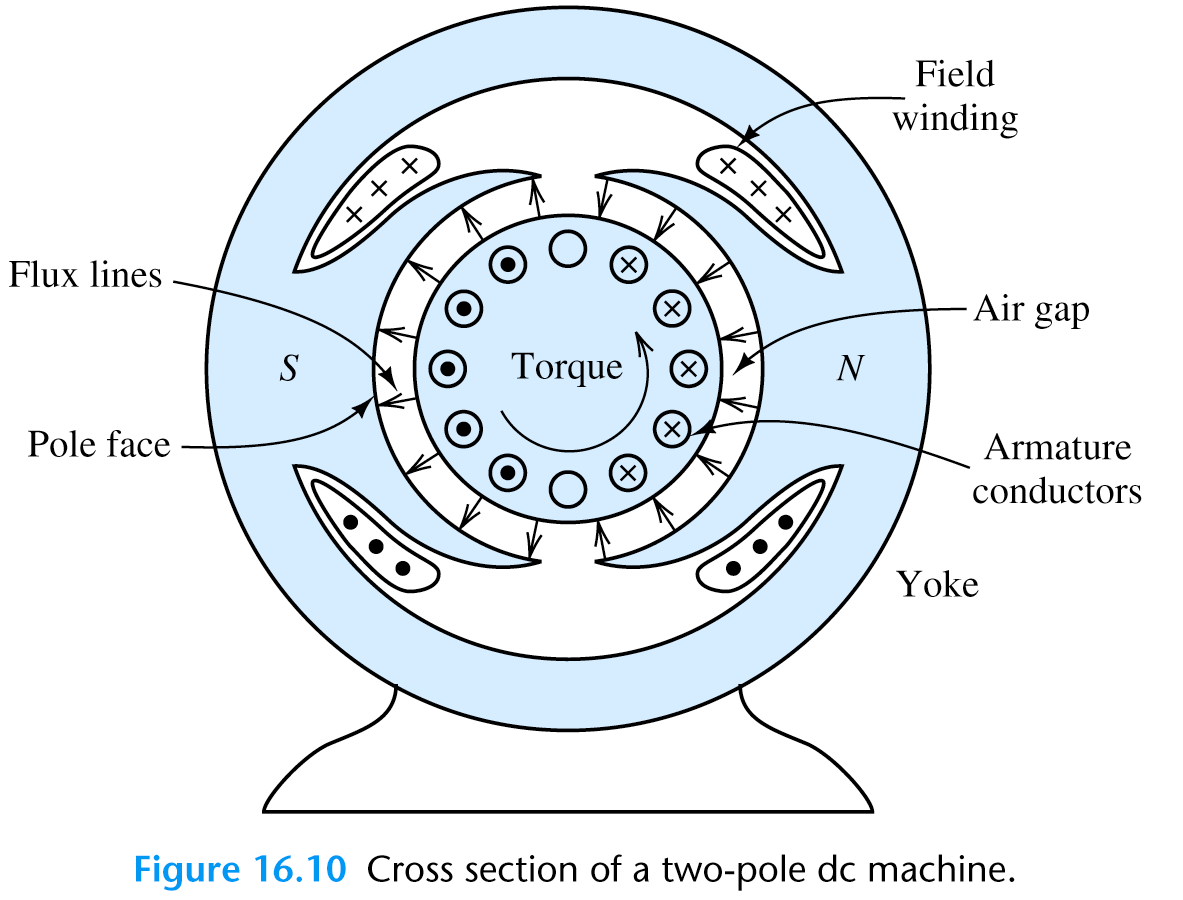 Field
winding
Flux lines
Air gap
Torque
S
N
Pole face
Armature
conductors
Yoke
Figure 16.10 Cross section of a two-pole dc machine.